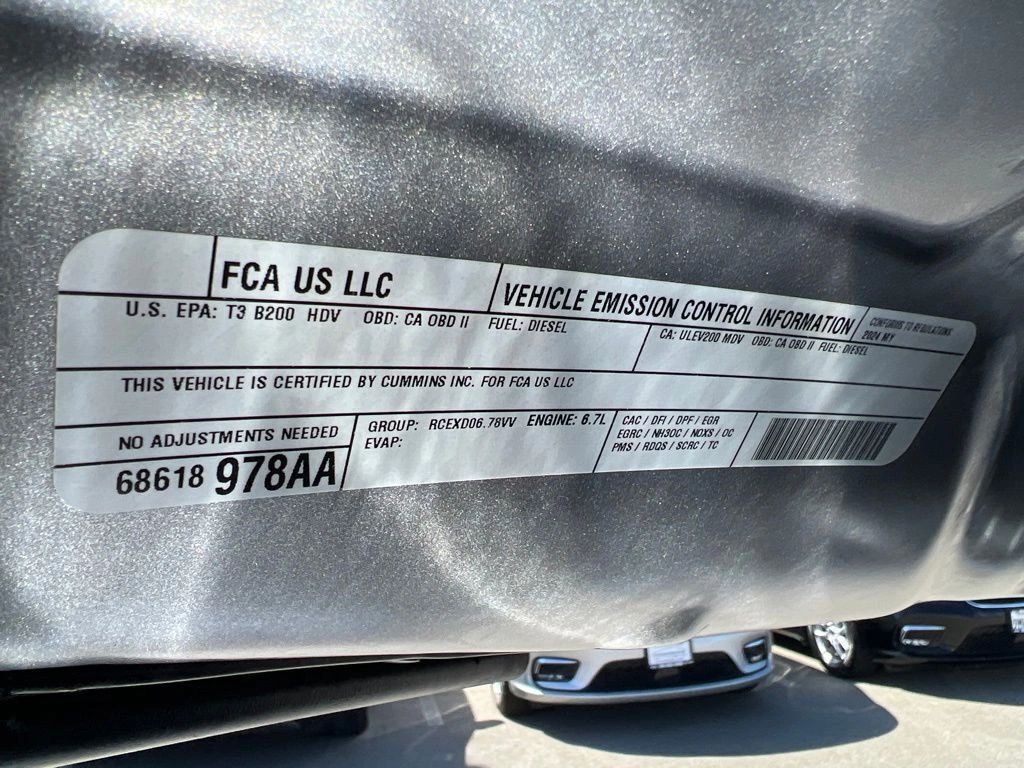 FCA US LLC
VEHICLE EMISSION CONTROL INFORMATION
CONFORMS TO REGULATIONS:
2024 MY
U.S. EPA: T3 B200 HDV OBD: CA OBD II FUEL: DIESEL
CA: ULEV200 MDV OBD: CA OBD II FUEL: DIESEL
THIS VEHICLE IS CERTIFIED BY CUMMINS INC. FOR FCA US LLC
NO ADJUSTMENTS NEEDED
68618 978AA
GROUP: RCEXD06.78VV ENGINE: 6.7L
EVAP:
CAC / DFI / DPF / EGR
EGRC / NH3OC / NOXS / OC
PMS / RDQS / SCRC / TC